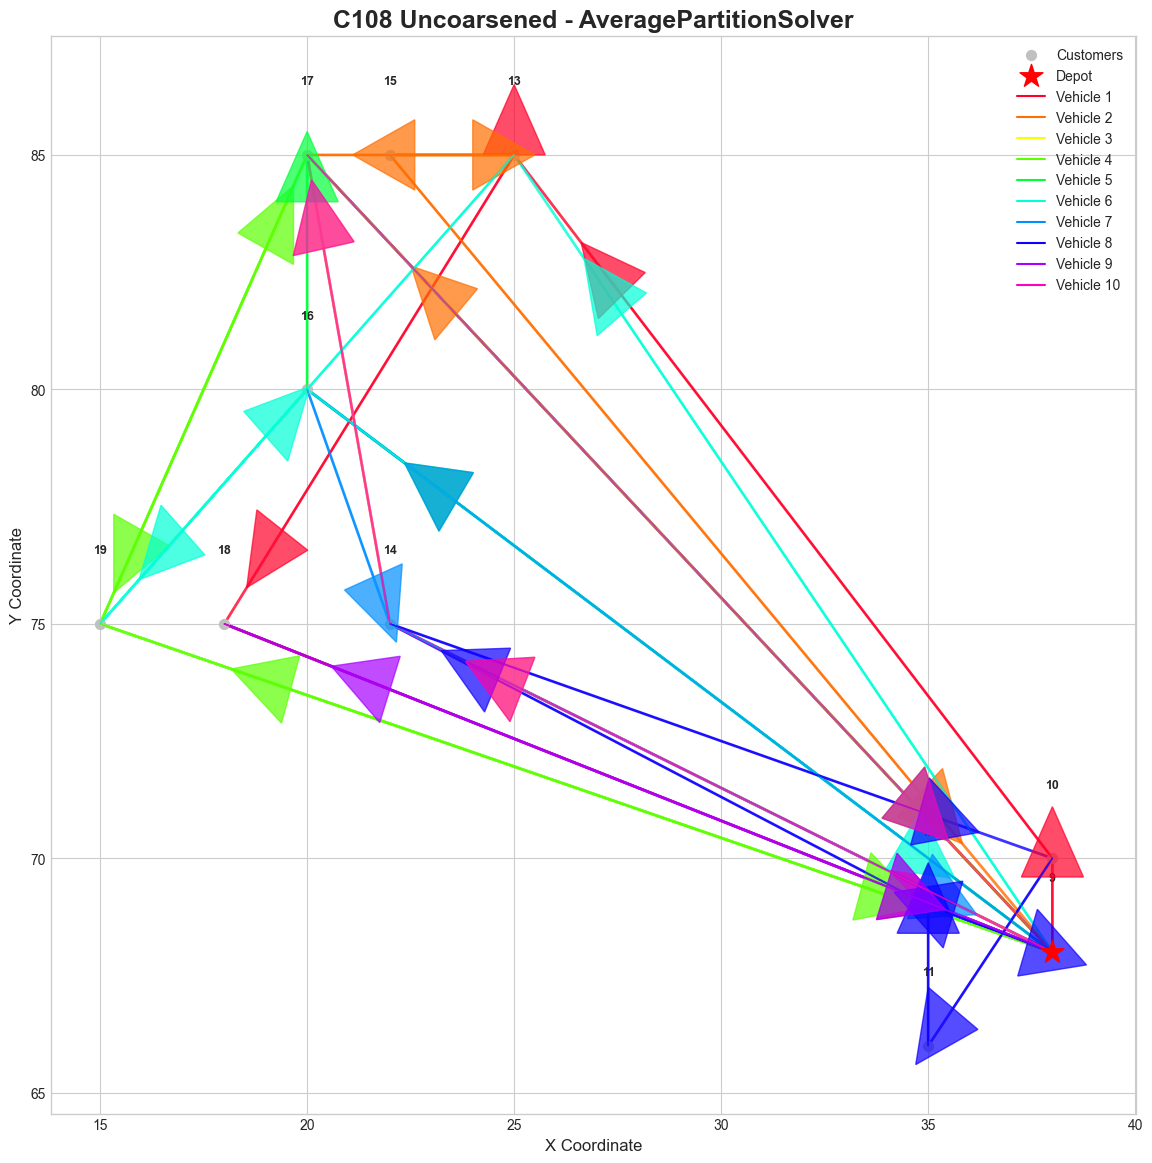 C108 Uncoarsened - AveragePartitionSolver
Customers
Depot
Vehicle 1
Vehicle 2
Vehicle 3
Vehicle 4
Vehicle 5
Vehicle 6
Vehicle 7
Vehicle 8
Vehicle 9
Vehicle 10
17
15
13
16
19
18
14
10
9
11
85
80
75
70
65
Y Coordinate
15
20
25
30
35
40
X Coordinate